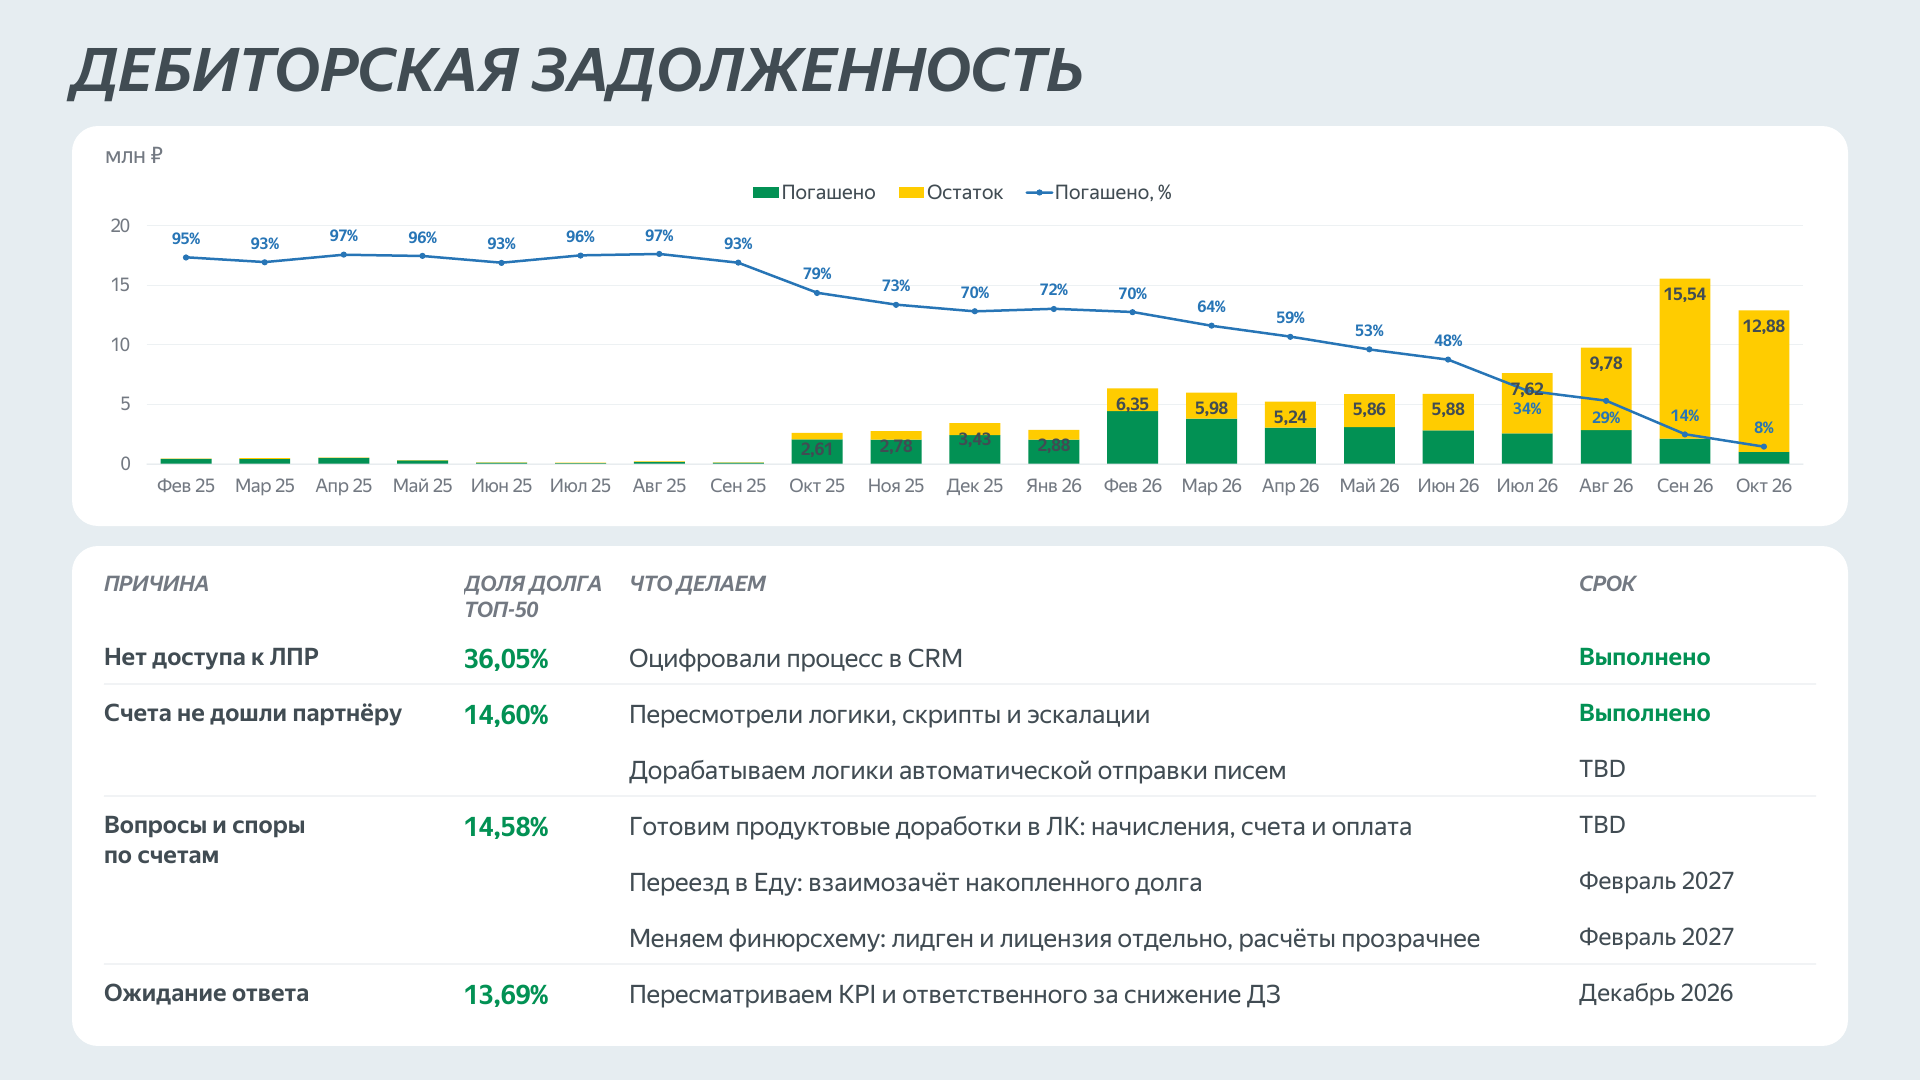 ДЕБИТОРСКАЯ ЗАДОЛЖЕННОСТЬ
млн ₽
Погашено Остаток Погашено, %
20
15
10
5
0
95% 93% 97% 96% 93% 96% 97% 93% 79% 73% 70% 72% 70% 64% 59% 53% 48% 34% 29% 14% 8%
2,61 2,78 3,43 2,88 6,35 5,98 5,24 5,86 5,88 7,62 9,78 15,54 12,88
Фев 25 Мар 25 Апр 25 Май 25 Июн 25 Июл 25 Авг 25 Сен 25 Окт 25 Ноя 25 Дек 25 Янв 26 Фев 26 Мар 26 Апр 26 Май 26 Июн 26 Июл 26 Авг 26 Сен 26 Окт 26
ПРИЧИНА ДОЛЯ ДОЛГА ЧТО ДЕЛАЕМ СРОК
ТОП-50
Нет доступа к ЛПР 36,05% Оцифровали процесс в CRM Выполнено
Счета не дошли партнёру 14,60% Пересмотрели логики, скрипты и эскалации Выполнено
Дорабатываем логики автоматической отправки писем TBD
Вопросы и споры 14,58% Готовим продуктовые доработки в ЛК: начисления, счета и оплата TBD
по счетам
Переезд в Еду: взаимозачёт накопленного долга Февраль 2027
Меняем финюрсхему: лидген и лицензия отдельно, расчёты прозрачнее Февраль 2027
Ожидание ответа 13,69% Пересматриваем KPI и ответственного за снижение ДЗ Декабрь 2026